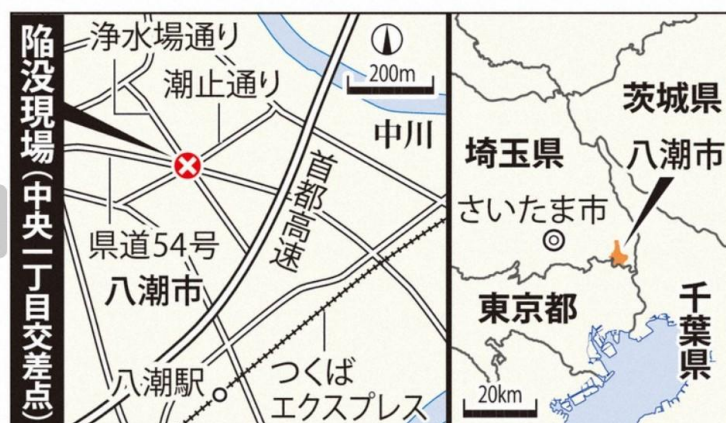 陥没現場（中央一丁目交差点）
浄水場通り
潮止通り
200m
中川
首都高速
県道54号
八潮市
八潮駅
つくば
エクスプレス
茨城県
埼玉県
八潮市
さいたま市
東京都
千葉県
20km